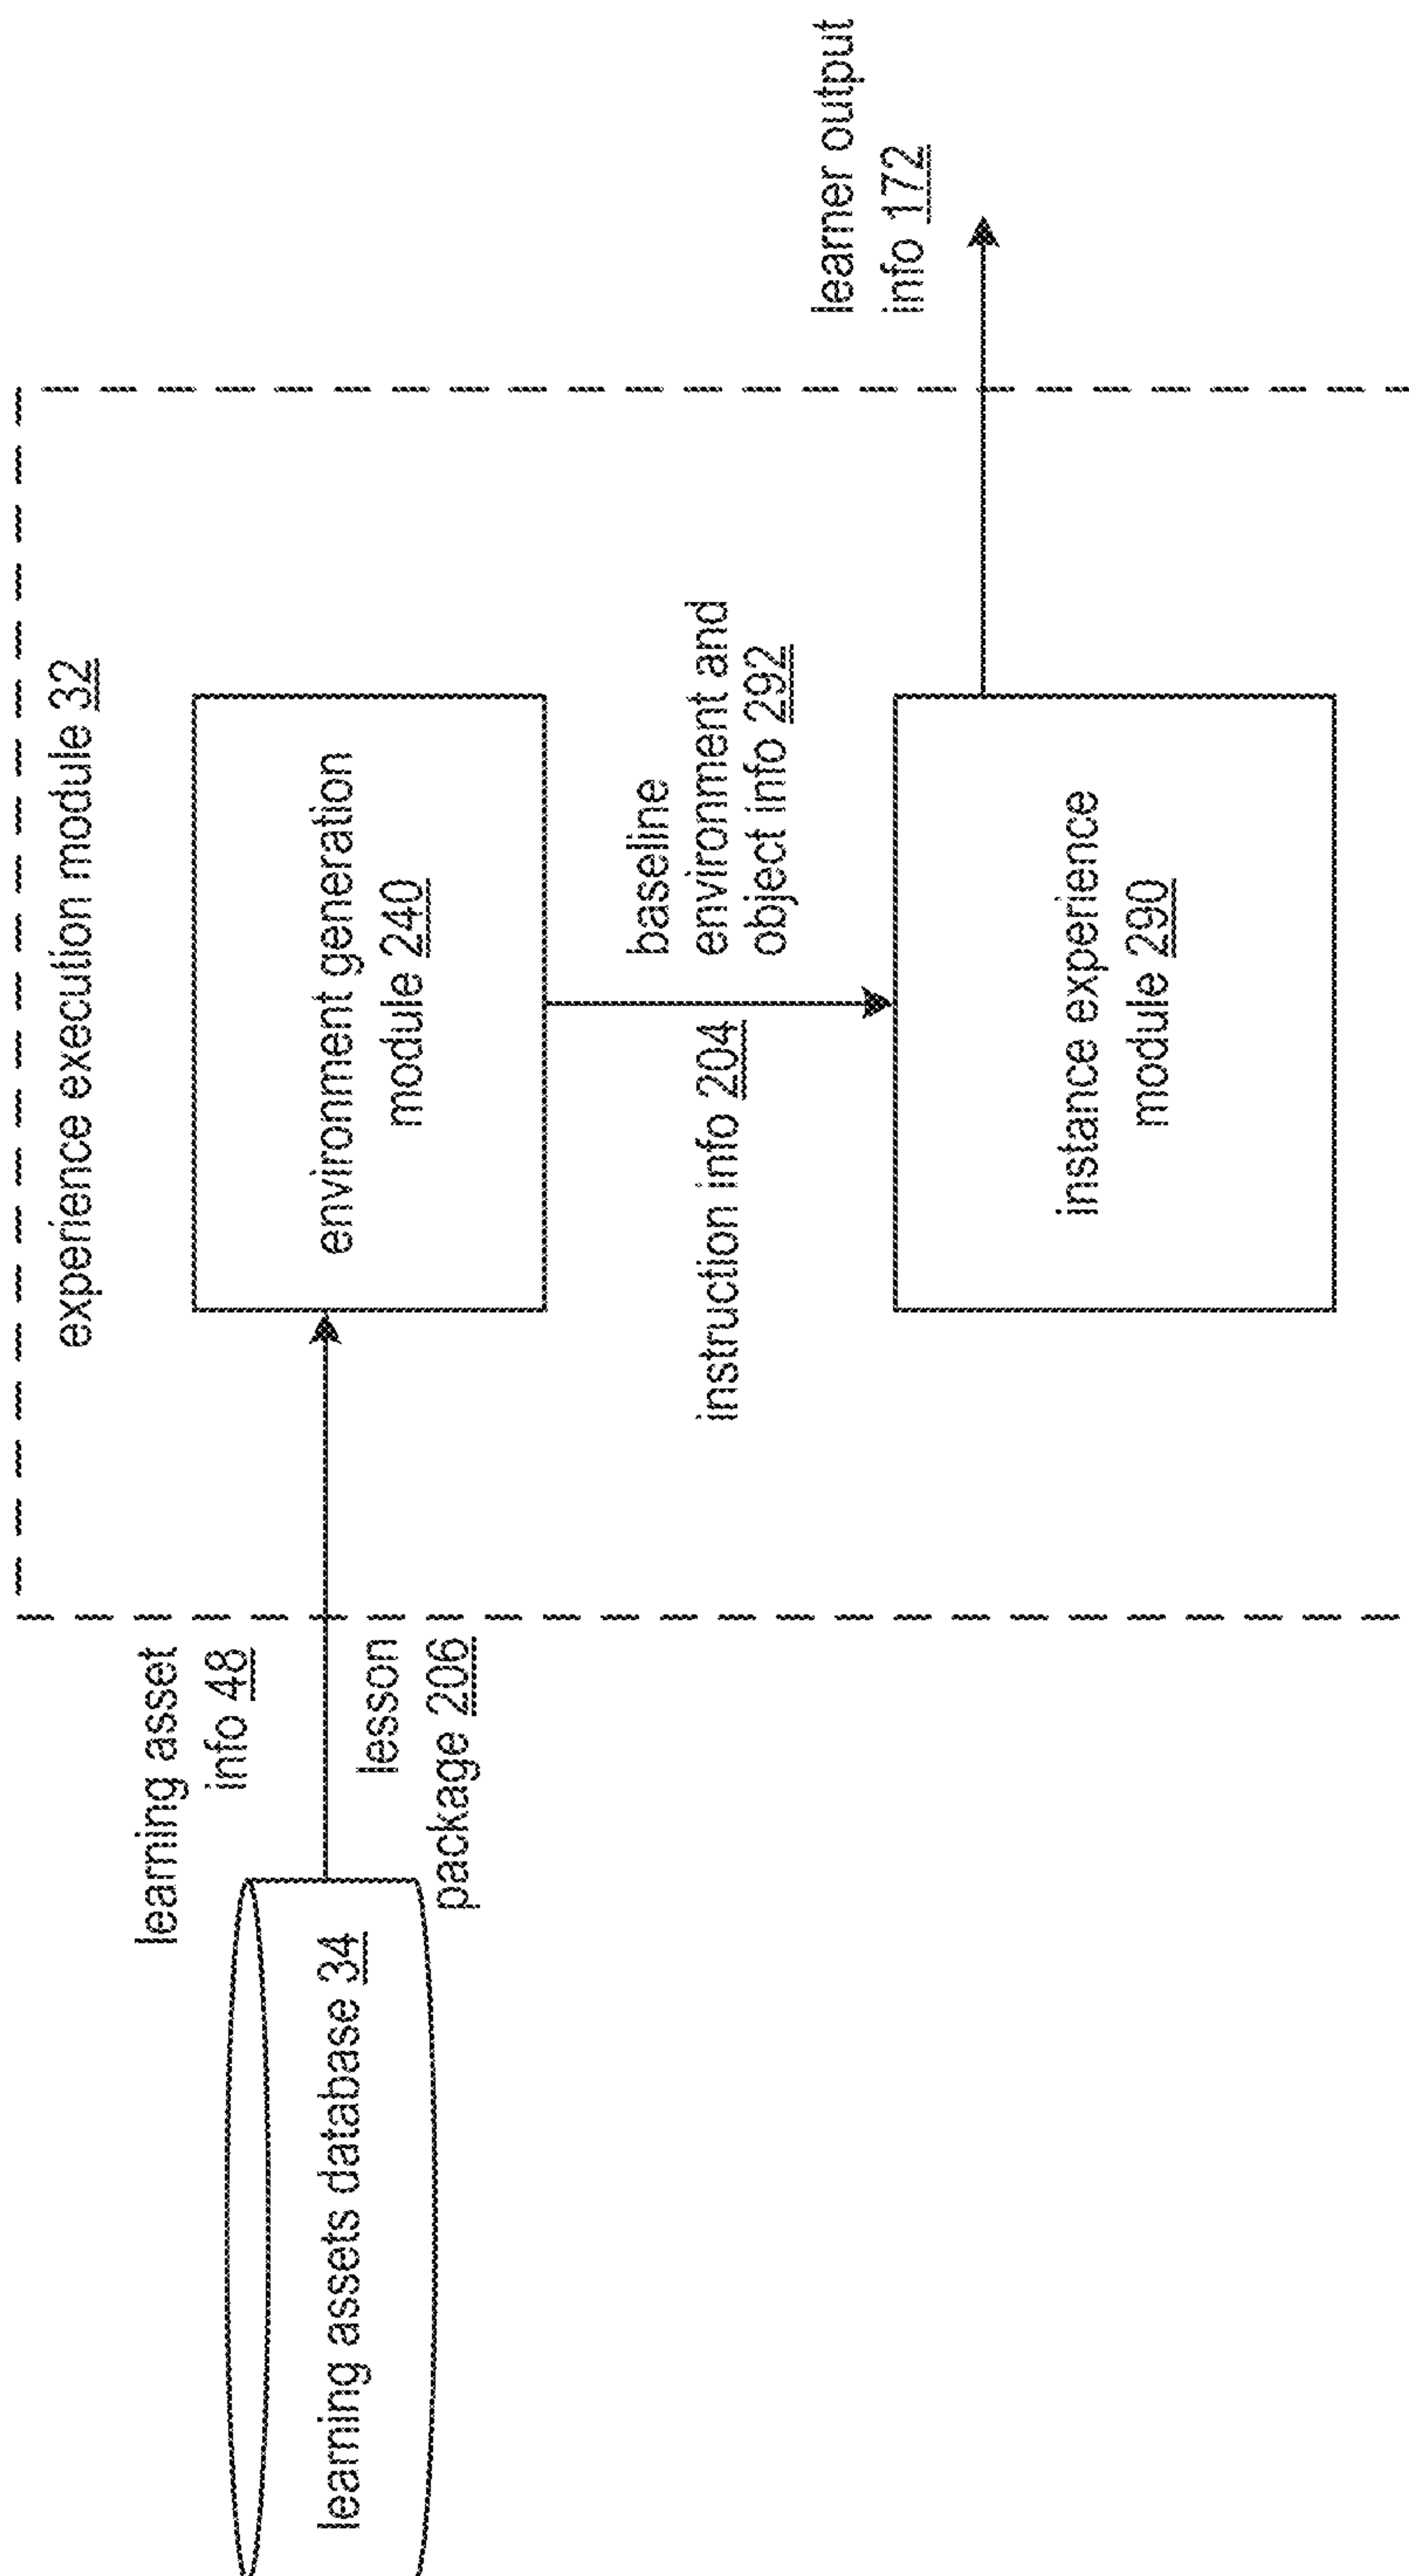 experience execution module 32
learning asset
info 48
learning assets database 34
lesson
package 206
environment generation
module 240
instruction info 204
baseline
environment and
object info 292
instance experience
module 290
learner output
info 172